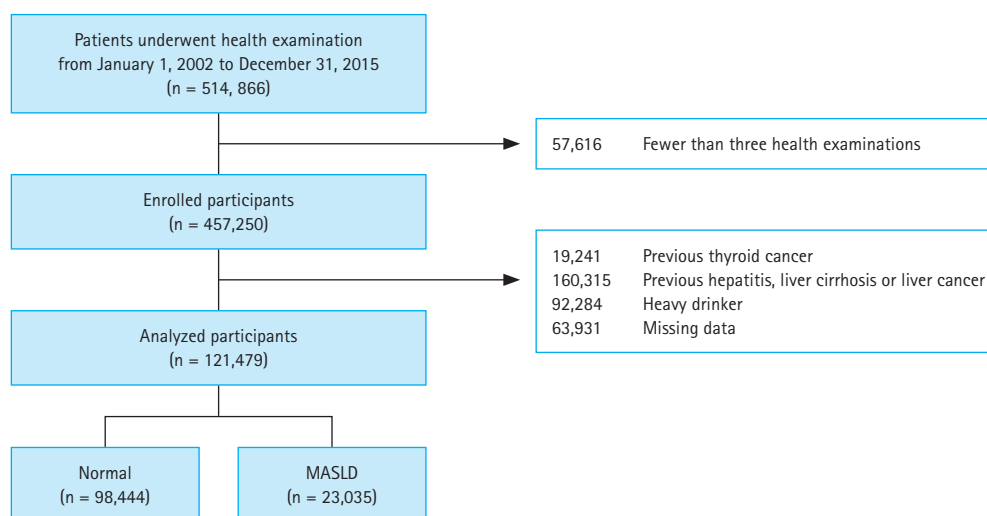 Patients underwent health examination
from January 1, 2002 to December 31, 2015
(n = 514, 866)
57,616 Fewer than three health examinations
Enrolled participants
(n = 457,250)
19,241 Previous thyroid cancer
160,315 Previous hepatitis, liver cirrhosis or liver cancer
92,284 Heavy drinker
63,931 Missing data
Analyzed participants
(n = 121,479)
Normal
(n = 98,444)
MASLD
(n = 23,035)